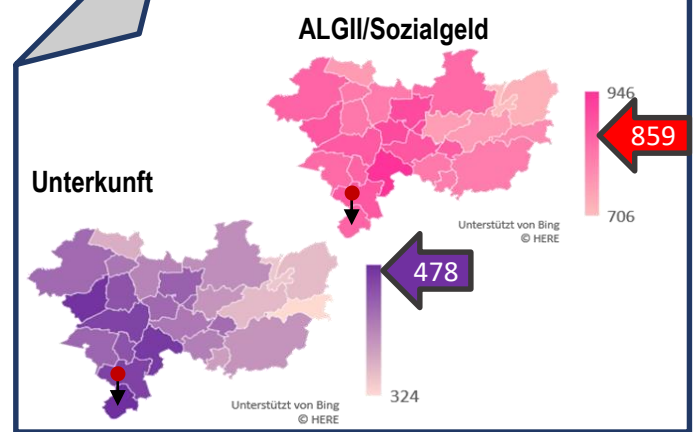 ALGII/Sozialgeld
946
859
706
Unterstützt von Bing
© HERE
Unterkunft
478
324
Unterstützt von Bing
© HERE